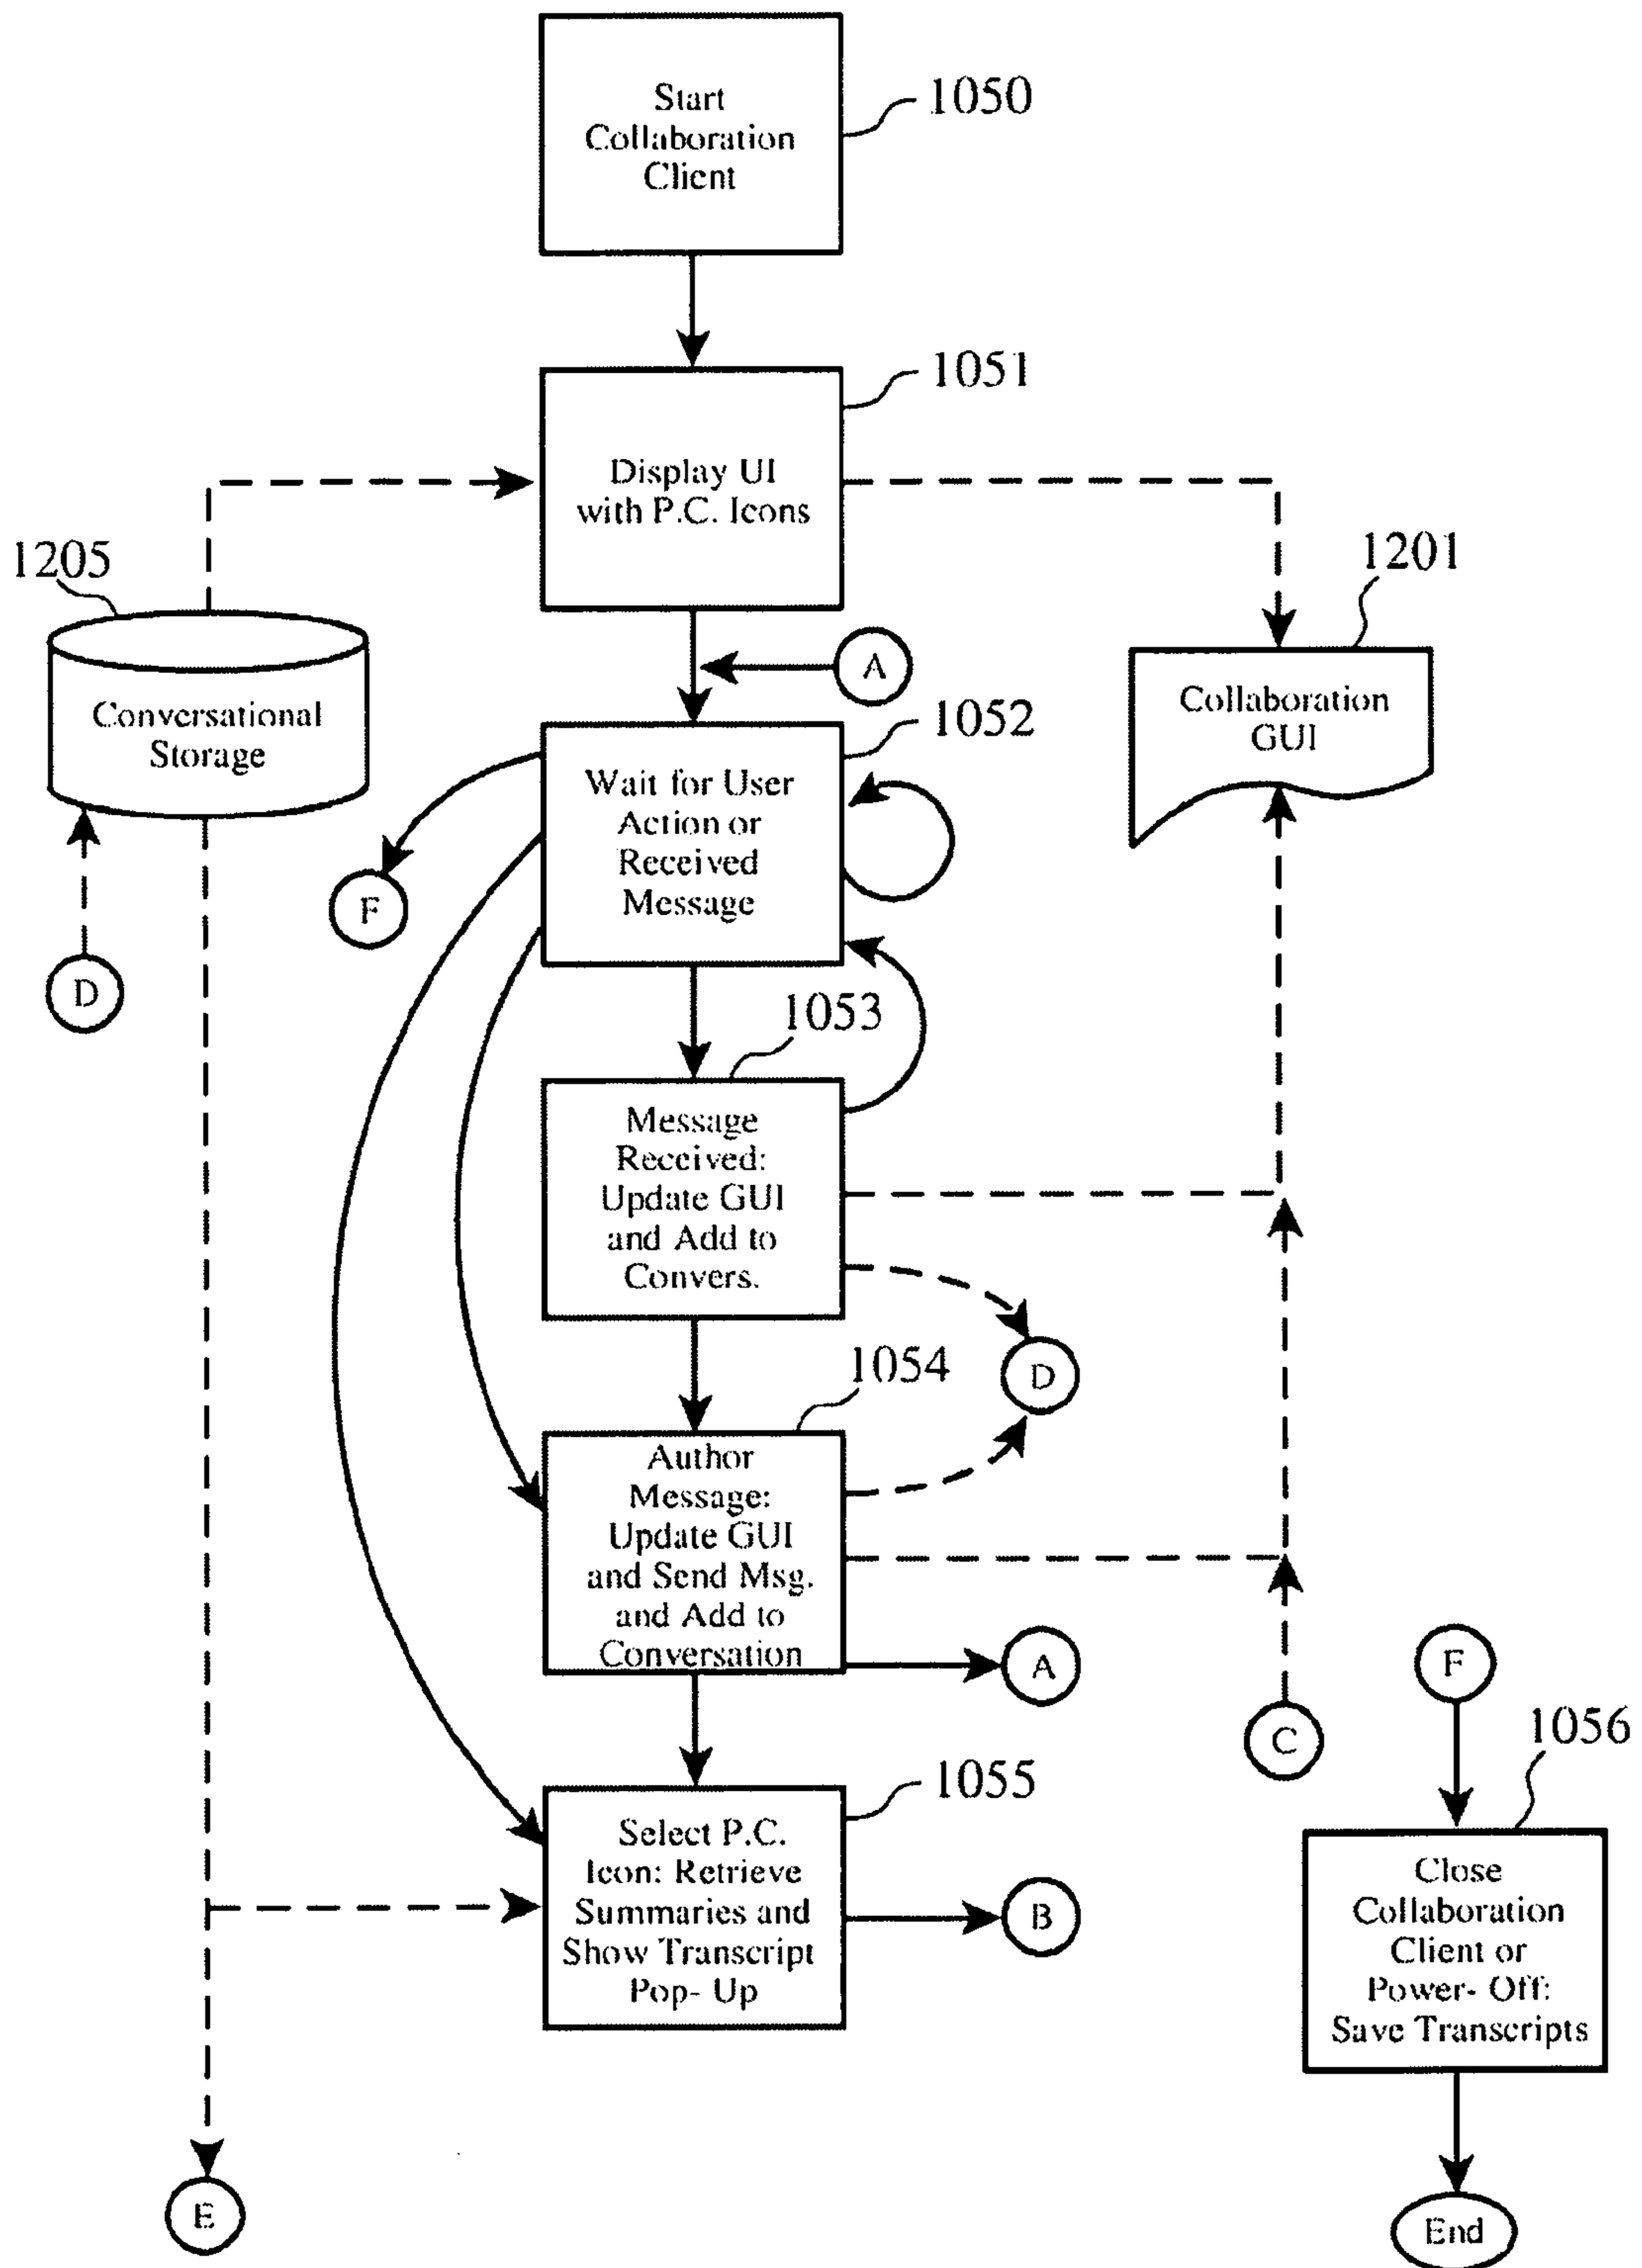 Start
Collaboration
Client
1050
1051
Display UI
with P.C. Icons
1205
1201
Conversational
Storage
A
Collaboration
GUI
1052
Wait for User
Action or
Received
Message
F
D
1053
Message
Received:
Update GUI
and Add to
Convers.
D
1054
Author
Message:
Update GUI
and Send Msg.
and Add to
Conversation
A
C
F
1055
1056
Select P.C.
Icon: Retrieve
Summaries and
Show Transcript
Pop- Up
B
Close
Collaboration
Client or
Power- Off:
Save Transcripts
E
End